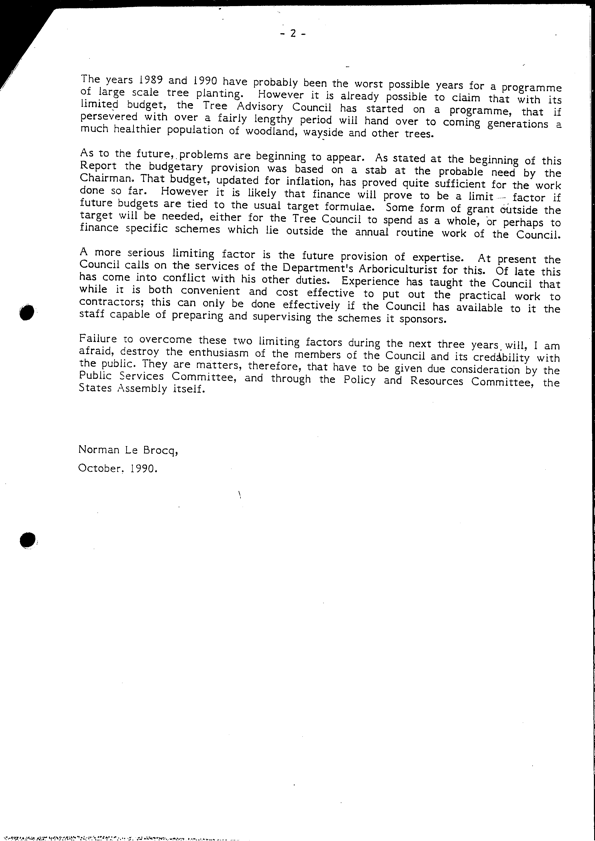 - 2 -
The years 1989 and 1990 have probably been the worst possible years for a programme
of large scale tree planting. However it is already possible to claim that with its
limited budget, the Tree Advisory Council has started on a programme, that if
persevered with over a fairly lengthy period will hand over to coming generations a
much healthier population of woodland, wayside and other trees.
As to the future, problems are beginning to appear. As stated at the beginning of this
Report the budgetary provision was based on a stab at the probable need by the
Chairman. That budget, updated for inflation, has proved quite sufficient for the work
done so far. However it is likely that finance will prove to be a limit - factor if
future budgets are tied to the usual target formulae. Some form of grant outside the
target will be needed, either for the Tree Council to spend as a whole, or perhaps to
finance specific schemes which lie outside the annual routine work of the Council.
A more serious limiting factor is the future provision of expertise. At present the
Council calls on the services of the Department's Arboriculturist for this. Of late this
has come into conflict with his other duties. Experience has taught the Council that
while it is both convenient and cost effective to put out the practical work to
contractors; this can only be done effectively if the Council has available to it the
staff capable of preparing and supervising the schemes it sponsors.
Failure to overcome these two limiting factors during the next three years will, I am
afraid, destroy the enthusiasm of the members of the Council and its credibility with
the public. They are matters, therefore, that have to be given due consideration by the
Public Services Committee, and through the Policy and Resources Committee, the
States Assembly itself.
Norman Le Brocq,
October. 1990.